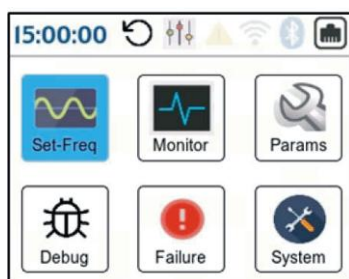 15:00:00
Set-Freq Monitor Params
Debug Failure System